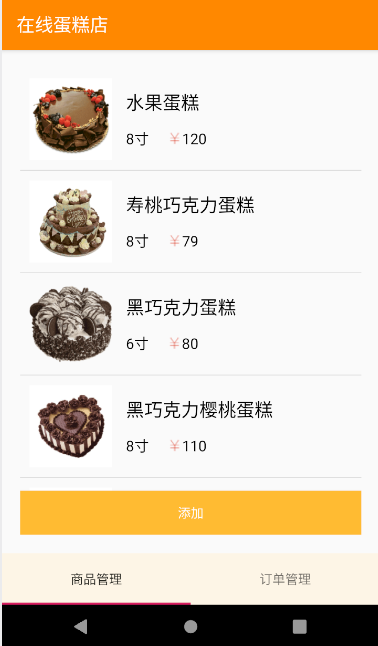 在线蛋糕店
水果蛋糕
8寸 ￥120
寿桃巧克力蛋糕
8寸 ￥79
黑巧克力蛋糕
6寸 ￥80
黑巧克力樱桃蛋糕
8寸 ￥110
添加
商品管理 订单管理